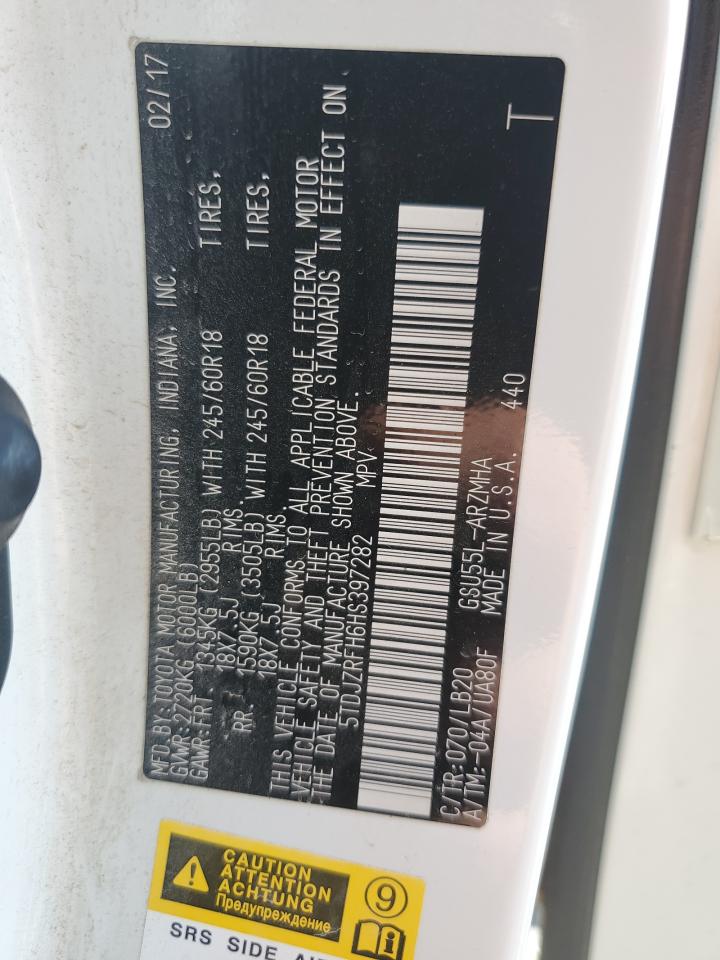 MFD.BY:TOYOTA MOTOR MANUFACTURING, INDIANA, INC. 02/17
GVWR:2720KG (6000LB)
GAWR:FRT 1345KG (2955LB) WITH 245/60R18 TIRES,
18X7.5J RIMS.
RR 1590KG (3505LB) WITH 245/60R18 TIRES,
18X7.5J RIMS
THIS VEHICLE CONFORMS TO ALL APPLICABLE FEDERAL MOTOR
VEHICLE SAFETY AND THEFT PREVENTION STANDARDS IN EFFECT ON
THE DATE OF MANUFACTURE SHOWN ABOVE.
5TDJZRFH6HS397282 MPV
C/TR:070/LB20 GSU55L-ARZMHA
A/TM:-04A/UA80F MADE IN U.S.A. 440 T
CAUTION
ATTENTION
ACHTUNG
Предупреждение
9
SRS SIDE